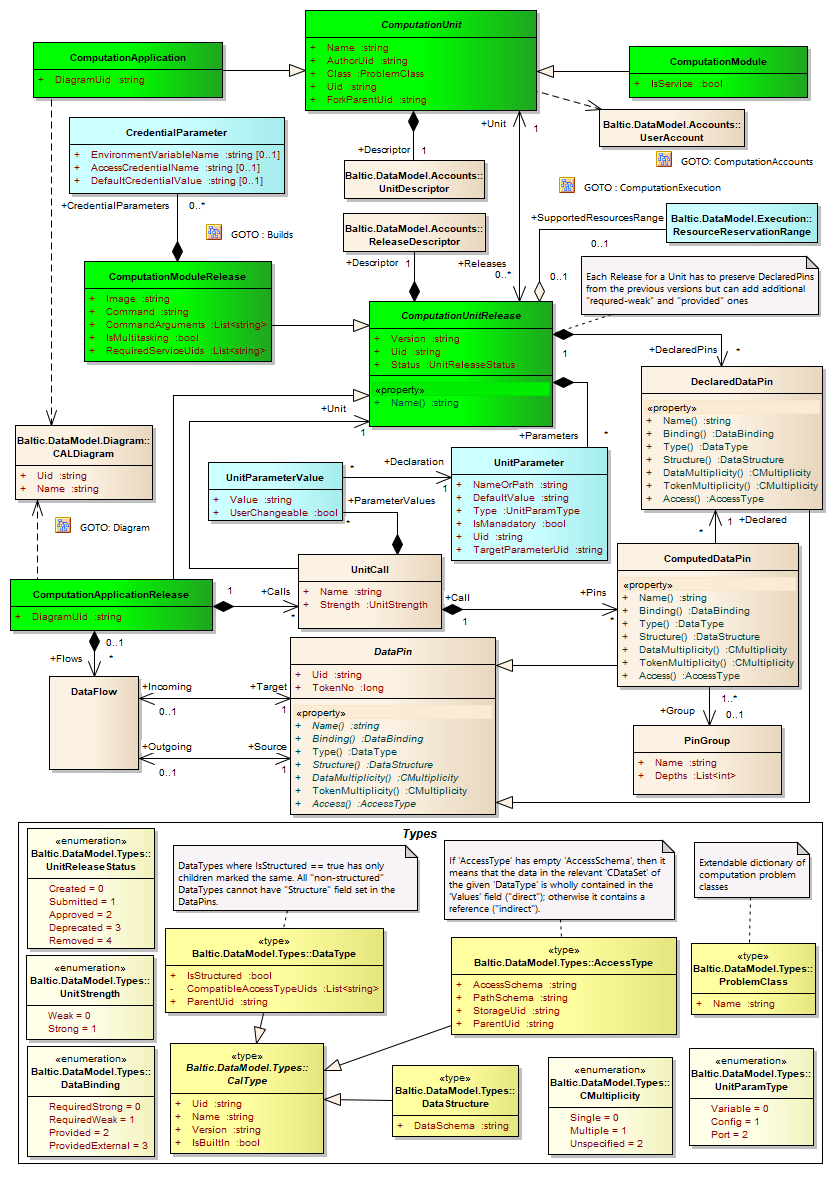 ComputationUnit
+ Name :string
+ AuthorUid :string
+ Class :ProblemClass
+ Uid :string
+ ForkParentUid :string
ComputationApplication
+ DiagramUid :string
ComputationModule
+ IsService :bool
Baltic.DataModel.Accounts::
UserAccount
GOTO: ComputationAccounts
CredentialParameter
+ EnvironmentVariableName :string [0..1]
+ AccessCredentialName :string [0..1]
+ DefaultCredentialValue :string [0..1]
+CredentialParameters 0..*
GOTO : Builds
+Descriptor 1
Baltic.DataModel.Accounts::
UnitDescriptor
+Unit 1
GOTO : ComputationExecution
Baltic.DataModel.Accounts::
ReleaseDescriptor
+Descriptor 1
+Releases
0..*
+SupportedResourcesRange
0..1
0..1
Baltic.DataModel.Execution::
ResourceReservationRange
Each Release for a Unit has to preserve DeclaredPins
from the previous versions but can add additional
"requred-weak" and "provided" ones
ComputationModuleRelease
+ Image :string
+ Command :string
+ CommandArguments :List<string>
+ IsMultitasking :bool
+ RequiredServiceUids :List<string>
ComputationUnitRelease
+ Version :string
+ Uid :string
+ Status :UnitReleaseStatus
«property»
+ Name() :string
1
+DeclaredPins *
+Parameters *
+Unit
1
DeclaredDataPin
«property»
+ Name() :string
+ Binding() :DataBinding
+ Type() :DataType
+ Structure() :DataStructure
+ DataMultiplicity() :CMultiplicity
+ TokenMultiplicity() :CMultiplicity
+ Access() :AccessType
Baltic.DataModel.Diagram::
CALDiagram
+ Uid :string
+ Name :string
GOTO: Diagram
UnitParameterValue
+ Value :string
+ UserChangeable :bool
* +Declaration
1
+ParameterValues
*
UnitParameter
+ NameOrPath :string
+ DefaultValue :string
+ Type :UnitParamType
+ IsManadatory :bool
+ Uid :string
+ TargetParameterUid :string
1 +Declared
*
ComputedDataPin
«property»
+ Name() :string
+ Binding() :DataBinding
+ Type() :DataType
+ Structure() :DataStructure
+ DataMultiplicity() :CMultiplicity
+ TokenMultiplicity() :CMultiplicity
+ Access() :AccessType
UnitCall
+ Name :string
+ Strength :UnitStrength
ComputationApplicationRelease
+ DiagramUid :string
1 +Calls
*
+Call
1
+Pins
*
0..1
+Flows *
DataFlow
+Incoming
0..1
+Target
1
+Outgoing
0..1
+Source
1
DataPin
+ Uid :string
+ TokenNo :long
«property»
+ Name() :string
+ Binding() :DataBinding
+ Type() :DataType
+ Structure() :DataStructure
+ DataMultiplicity() :CMultiplicity
+ TokenMultiplicity() :CMultiplicity
+ Access() :AccessType
1..*
+Group 0..1
PinGroup
+ Name :string
+ Depths :List<int>
Types
«enumeration»
Baltic.DataModel.Types::
UnitReleaseStatus
Created = 0
Submitted = 1
Approved = 2
Deprecated = 3
Removed = 4
DataTypes where IsStructured == true has only
children marked the same. All "non-structured"
DataTypes cannot have "Structure" field set in the
DataPins.
If 'AccessType' has empty 'AccessSchema', then it
means that the data in the relevant 'CDataSet' of
the given 'DataType' is wholly contained in the
'Values' field ("direct"); otherwise it contains a
reference ("indirect").
Extendable dictionary of
computation problem
classes
«type»
Baltic.DataModel.Types::DataType
+ IsStructured :bool
- CompatibleAccessTypeUids :List<string>
+ ParentUid :string
«type»
Baltic.DataModel.Types::AccessType
+ AccessSchema :string
+ PathSchema :string
+ StorageUid :string
+ ParentUid :string
«type»
Baltic.DataModel.Types::
ProblemClass
+ Name :string
«enumeration»
Baltic.DataModel.Types::
UnitStrength
Weak = 0
Strong = 1
«enumeration»
Baltic.DataModel.Types::
DataBinding
RequiredStrong = 0
RequiredWeak = 1
Provided = 2
ProvidedExternal = 3
«type»
Baltic.DataModel.Types::
CalType
+ Uid :string
+ Name :string
+ Version :string
+ IsBuiltIn :bool
«type»
Baltic.DataModel.Types::
DataStructure
+ DataSchema :string
«enumeration»
Baltic.DataModel.Types::
CMultiplicity
Single = 0
Multiple = 1
Unspecified = 2
«enumeration»
Baltic.DataModel.Types::
UnitParamType
Variable = 0
Config = 1
Port = 2